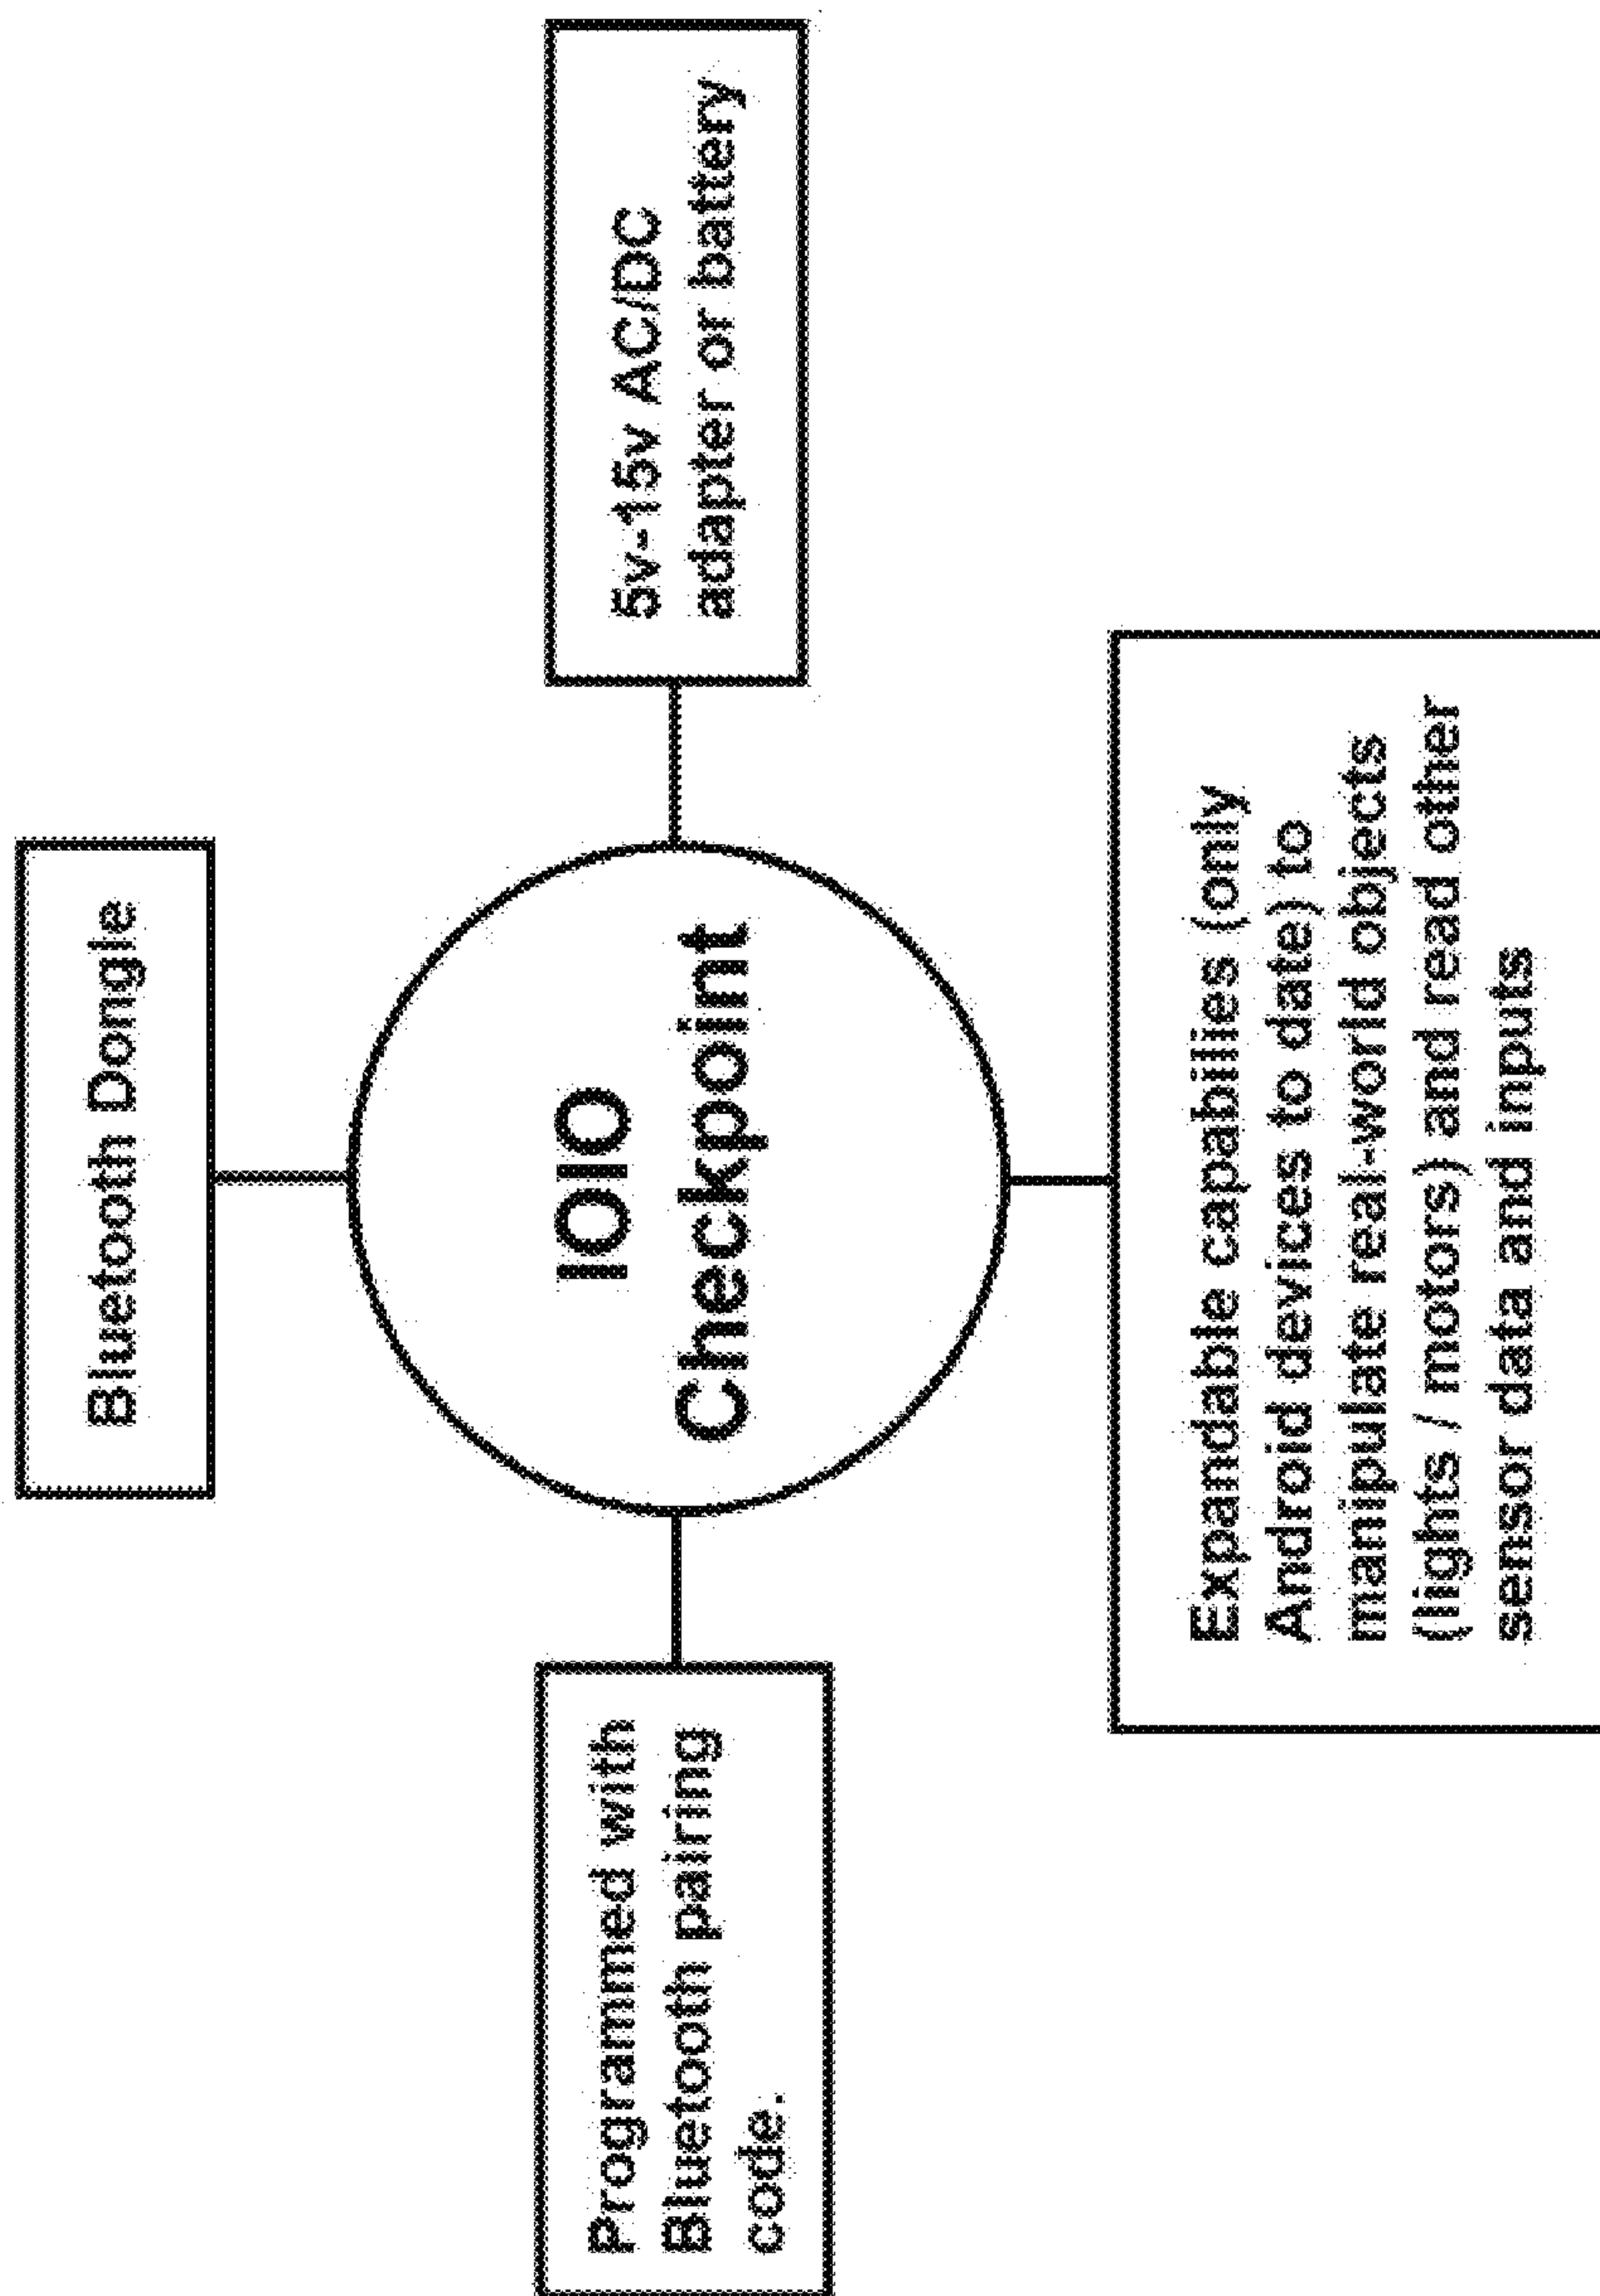 Bluetooth Dongle
Programmed with
Bluetooth pairing
code.
IOIO
Checkpoint
5v-15v AC/DC
adapter or battery
Expandable capabilies (only
Android devices to date) to
manipulate real-world objects
(lights / motors) and read other
sensor data and inputs